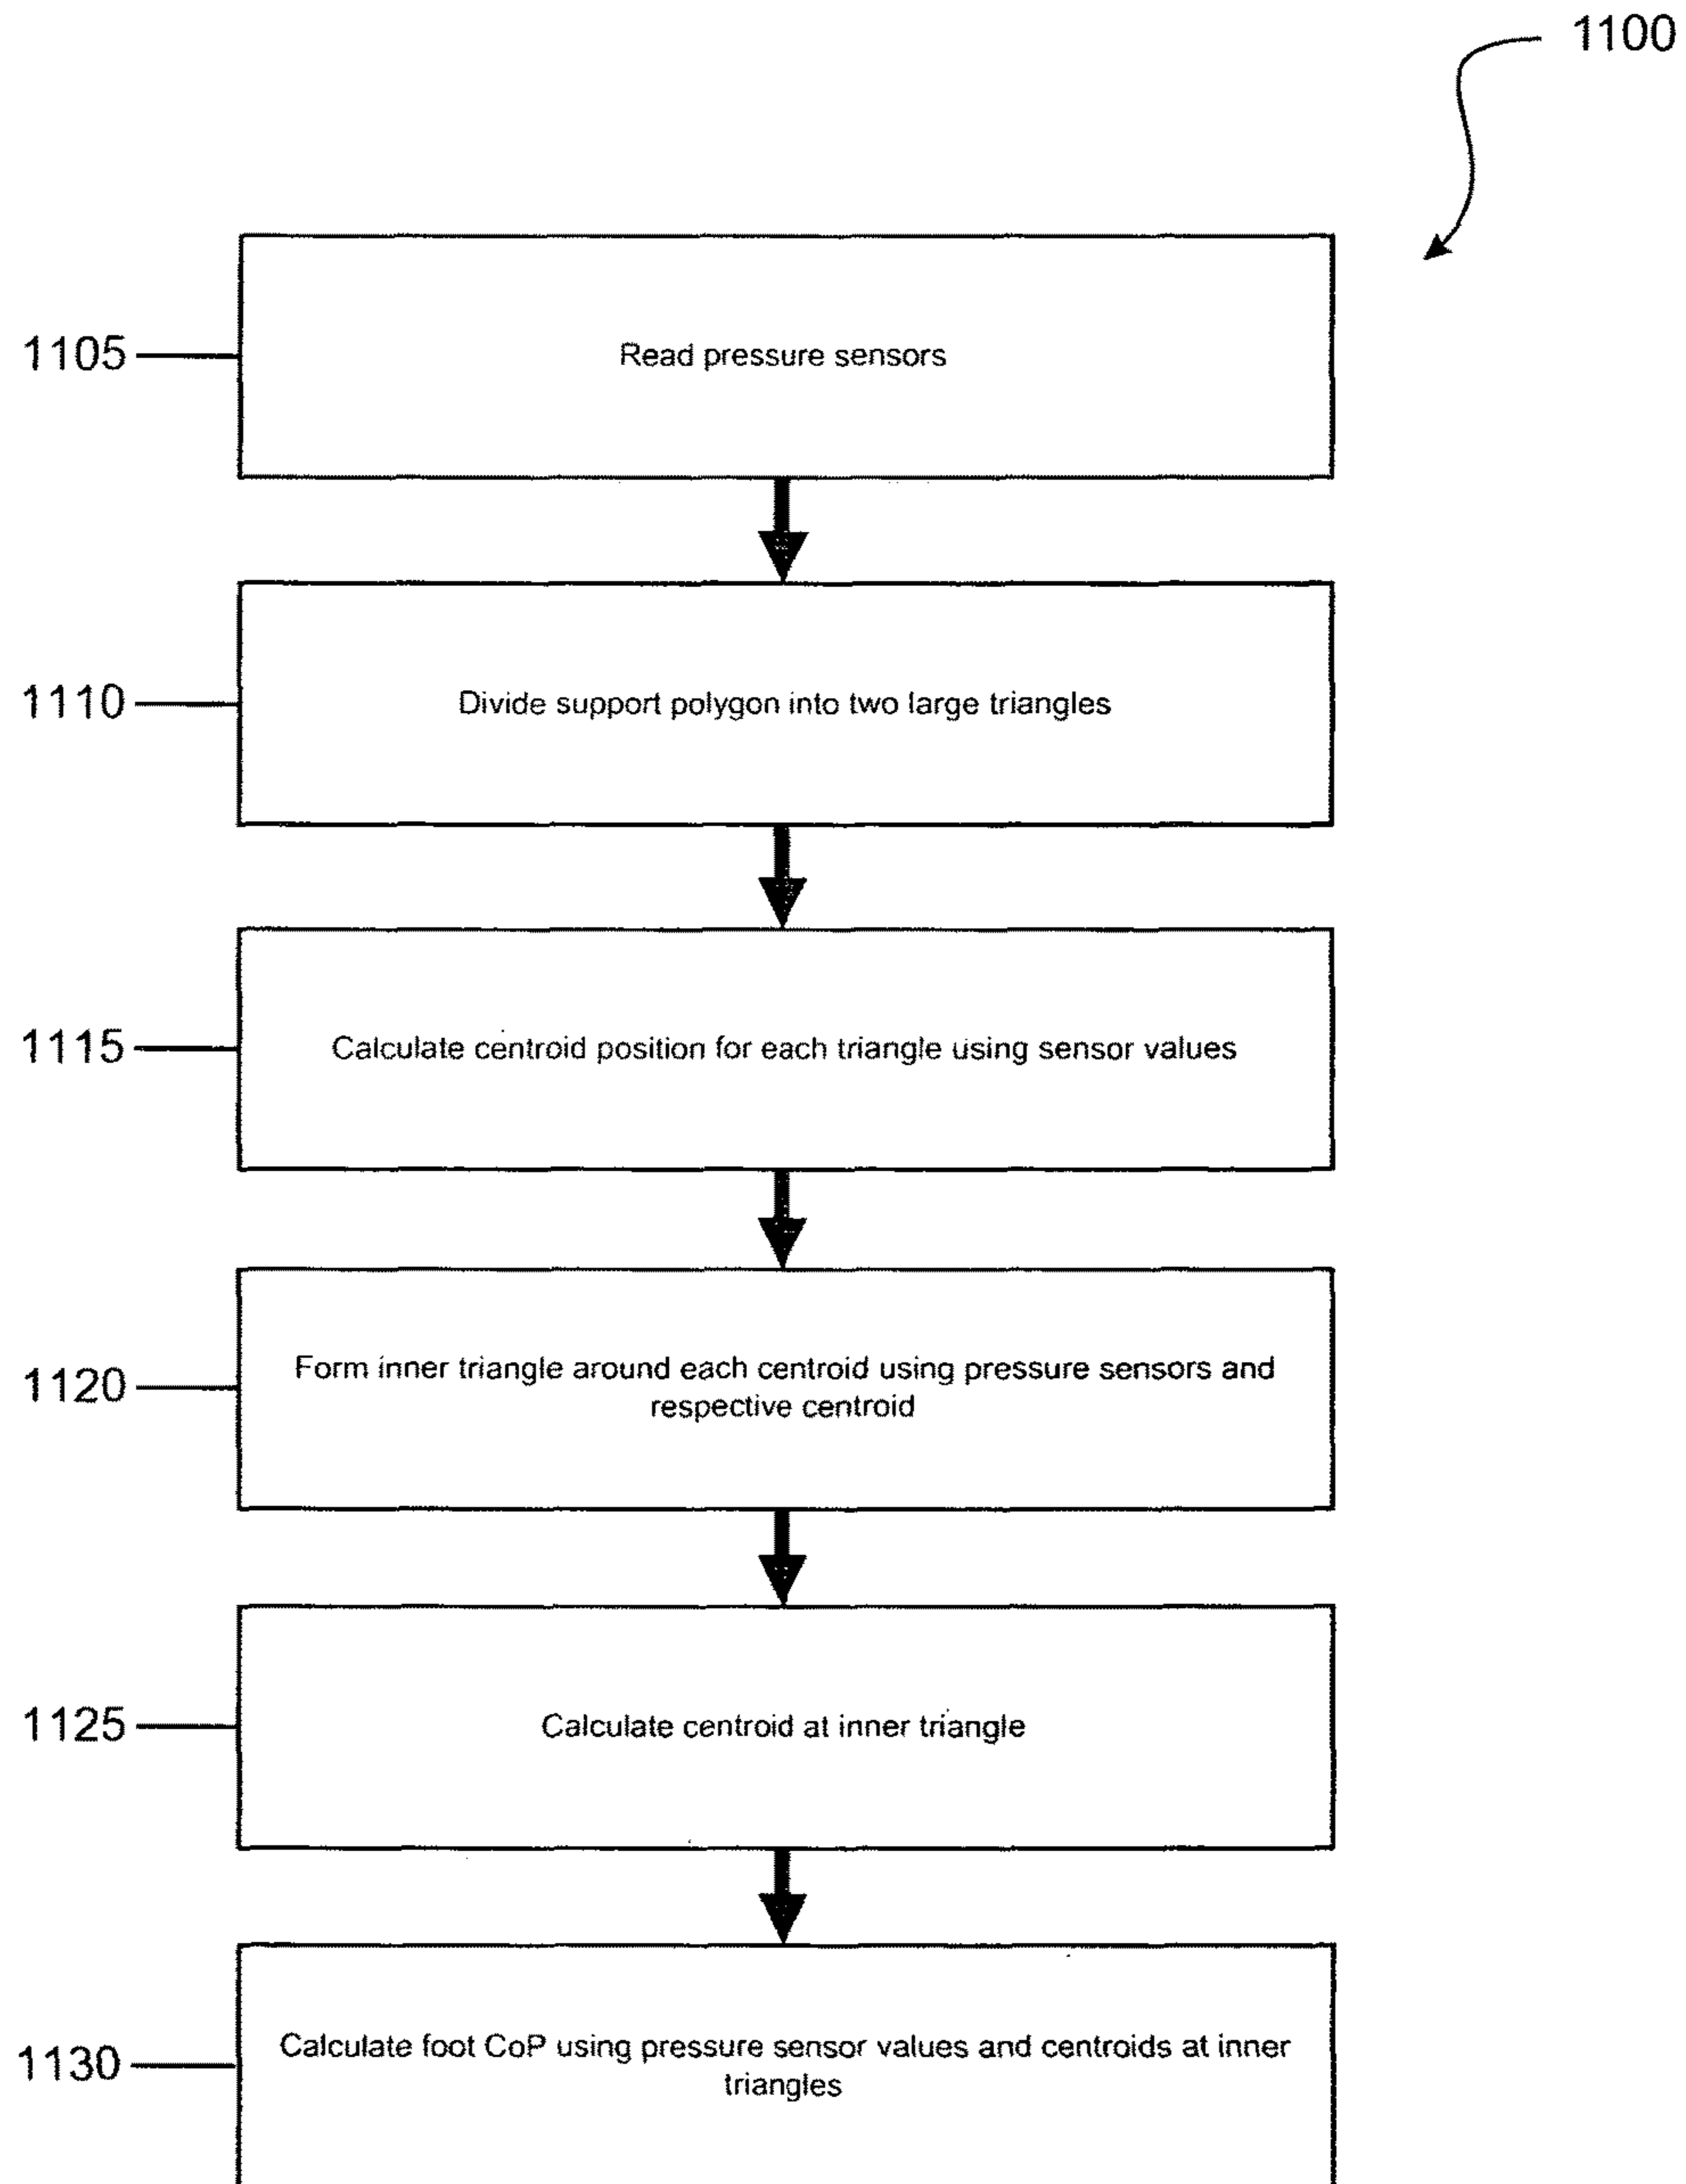 1100
1105
Read pressure sensors
1110
Divide support polygon into two large triangles
1115
Calculate centroid position for each triangle using sensor values
1120
Form inner triangle around each centroid using pressure sensors and
respective centroid
1125
Calculate centroid at inner triangle
1130
Calculate foot CoP using pressure sensor values and centroids at inner
triangles